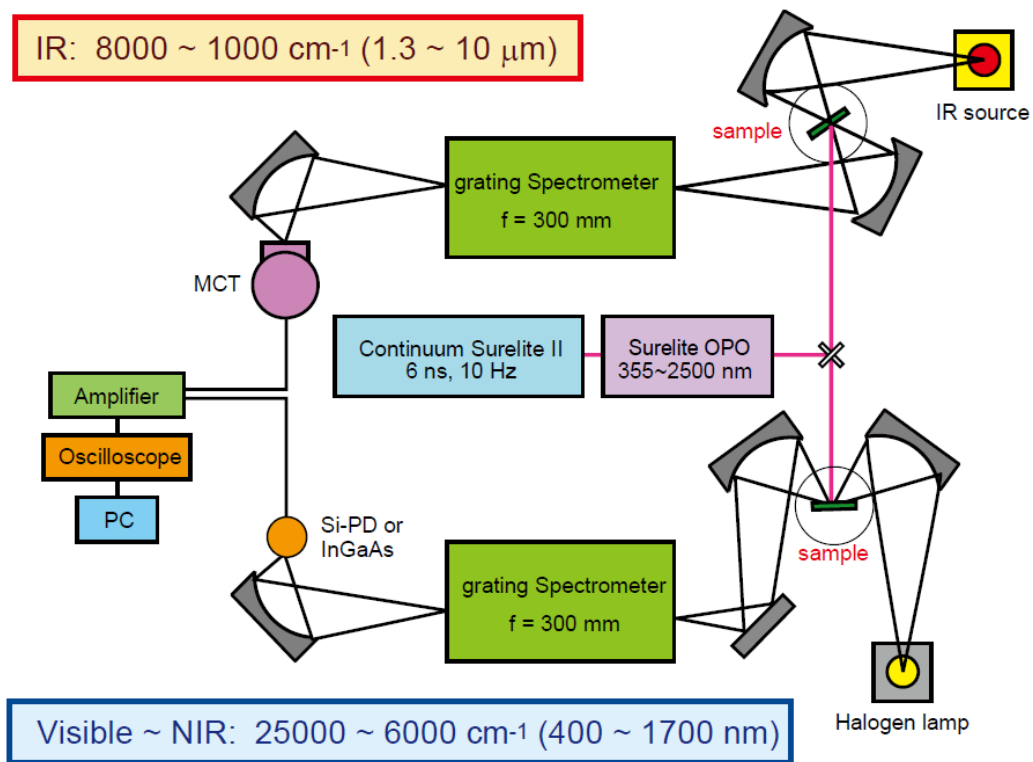 IR: 8000 ~ 1000 cm-1 (1.3 ~ 10 μm)
IR source
sample
grating Spectrometer
f = 300 mm
MCT
Continuum Surelite II
6 ns, 10 Hz
Surelite OPO
355~2500 nm
Amplifier
Oscilloscope
PC
Si-PD or
InGaAs
sample
grating Spectrometer
f = 300 mm
Halogen lamp
Visible ~ NIR: 25000 ~ 6000 cm-1 (400 ~ 1700 nm)